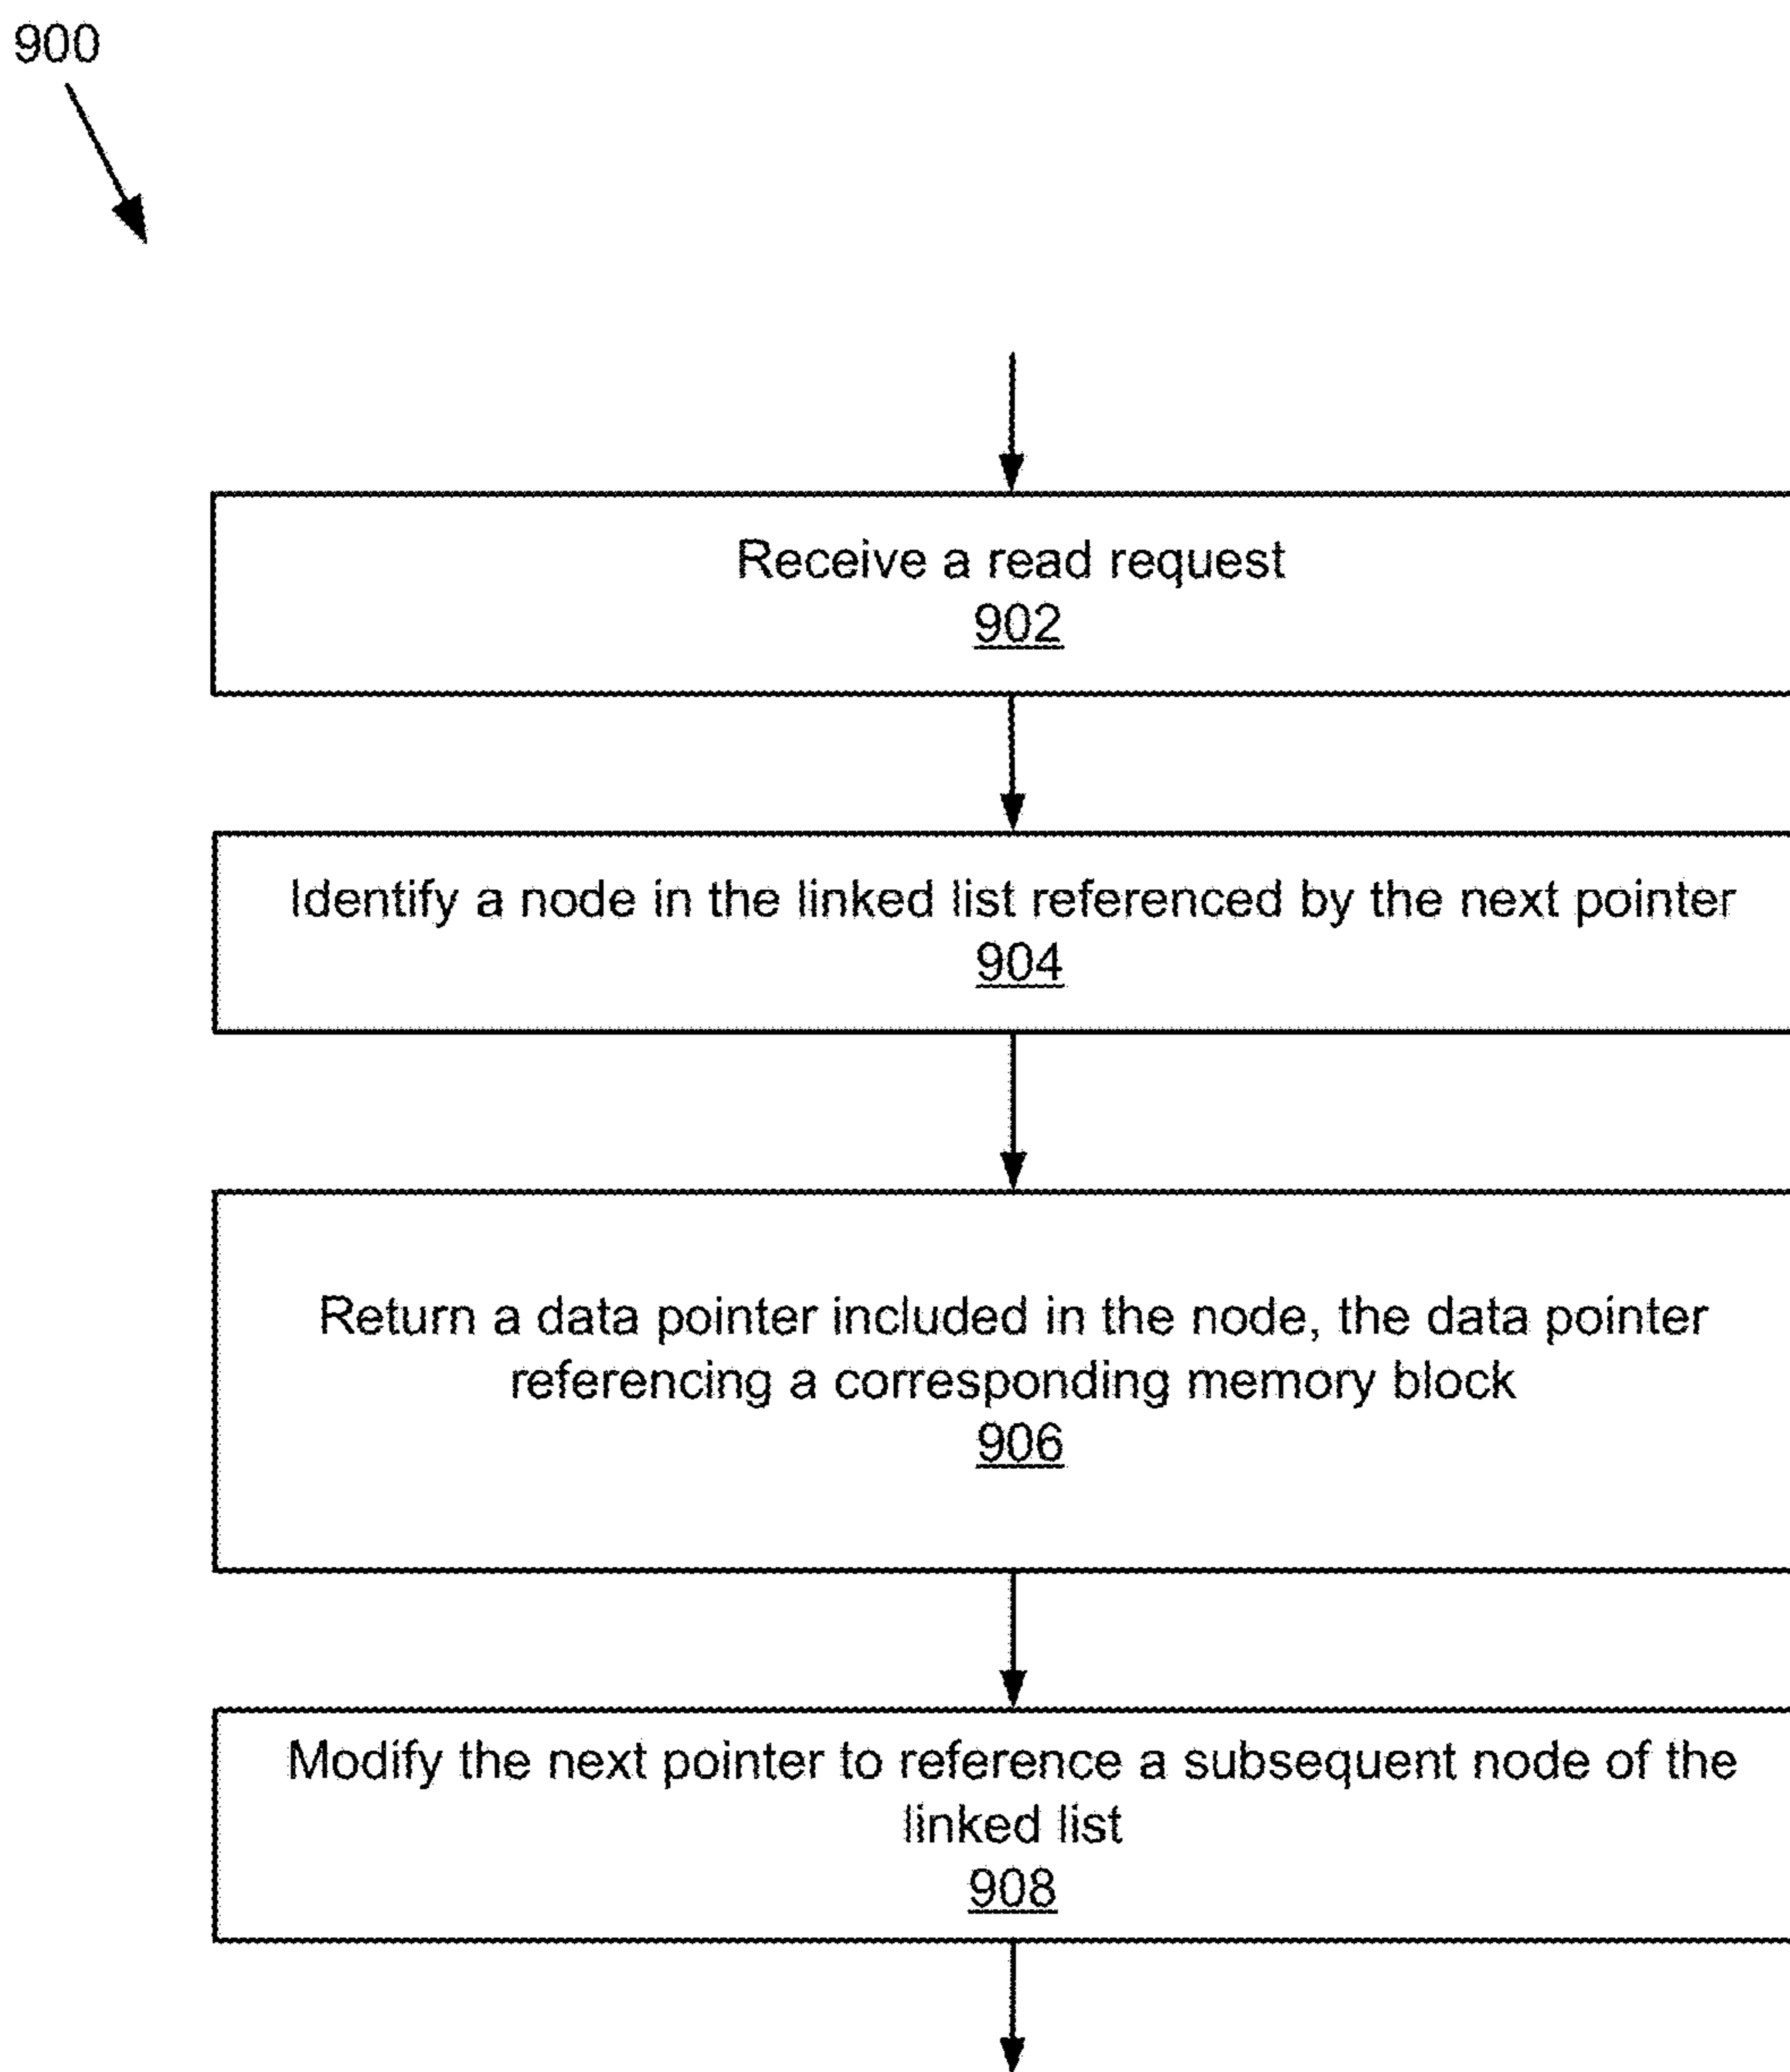 900
Receive a read request
902
Identify a node in the linked list referenced by the next pointer
904
Return a data pointer included in the node, the data pointer
referencing a corresponding memory block
906
Modify the next pointer to reference a subsequent node of the
linked list
908